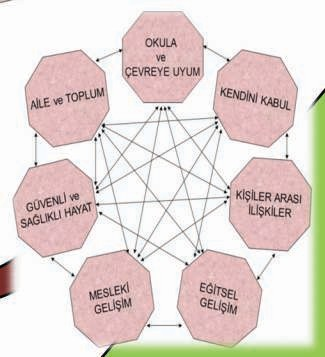 OKULA
ve
ÇEVREYE UYUM
KENDİNİ KABUL
KİŞİLER ARASI
İLİŞKİLER
EĞİTSEL
GELİŞİM
MESLEKİ
GELİŞİM
GÜVENLİ ve
SAĞLIKLI HAYAT
AİLE ve TOPLUM